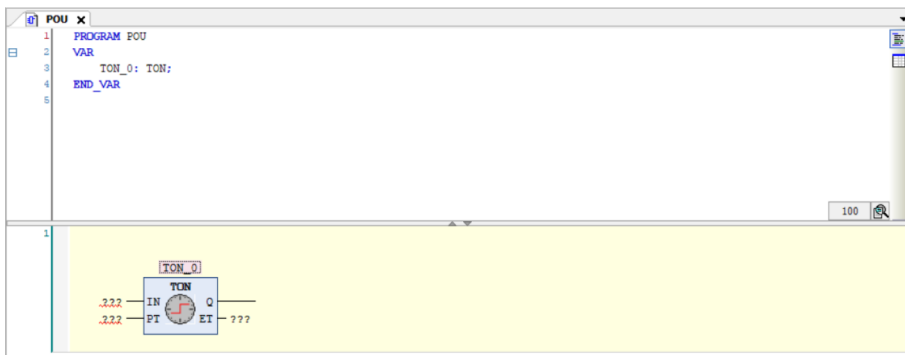 POU X
1 PROGRAM POU
2 VAR
3 TON_0: TON;
4 END_VAR
5
100
1
TON_0
TON
??? IN Q
??? PT ET ???